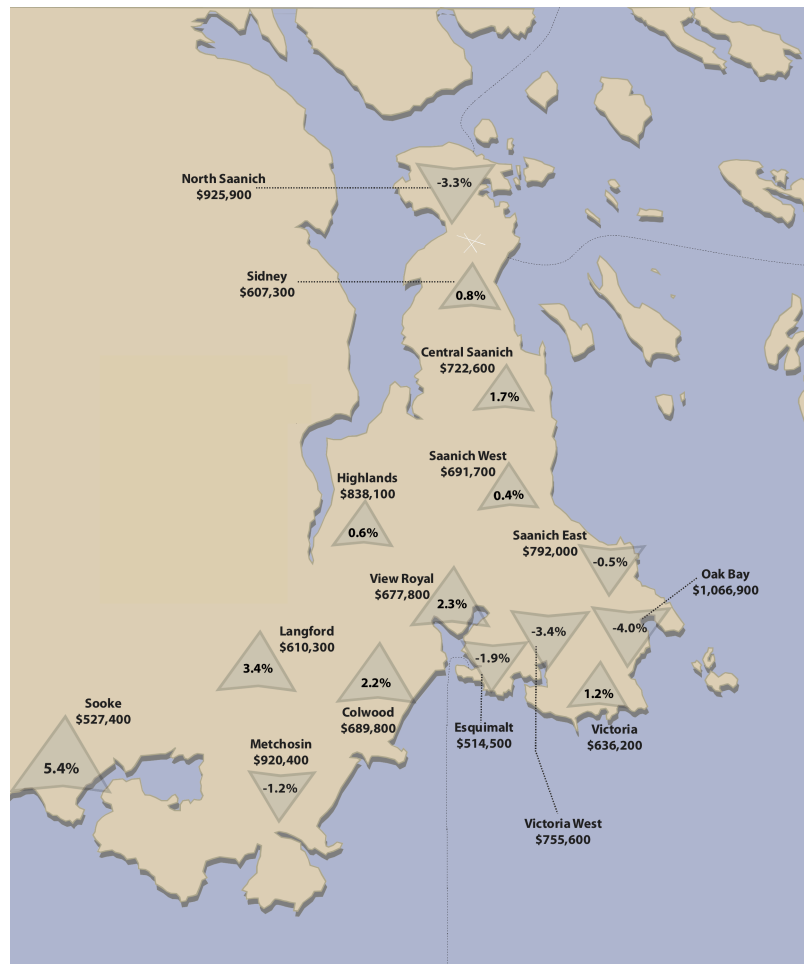 North Saanich
$925,900
-3.3%
Sidney
$607,300
0.8%
Central Saanich
$722,600
1.7%
Saanich West
$691,700
0.4%
Highlands
$838,100
0.6%
Saanich East
$792,000
-0.5%
Oak Bay
$1,066,900
-4.0%
View Royal
$677,800
2.3%
-3.4%
Langford
$610,300
3.4%
-1.9%
2.2%
Colwood
$689,800
1.2%
Victoria
$636,200
Sooke
$527,400
5.4%
Esquimalt
$514,500
Metchosin
$920,400
-1.2%
Victoria West
$755,600